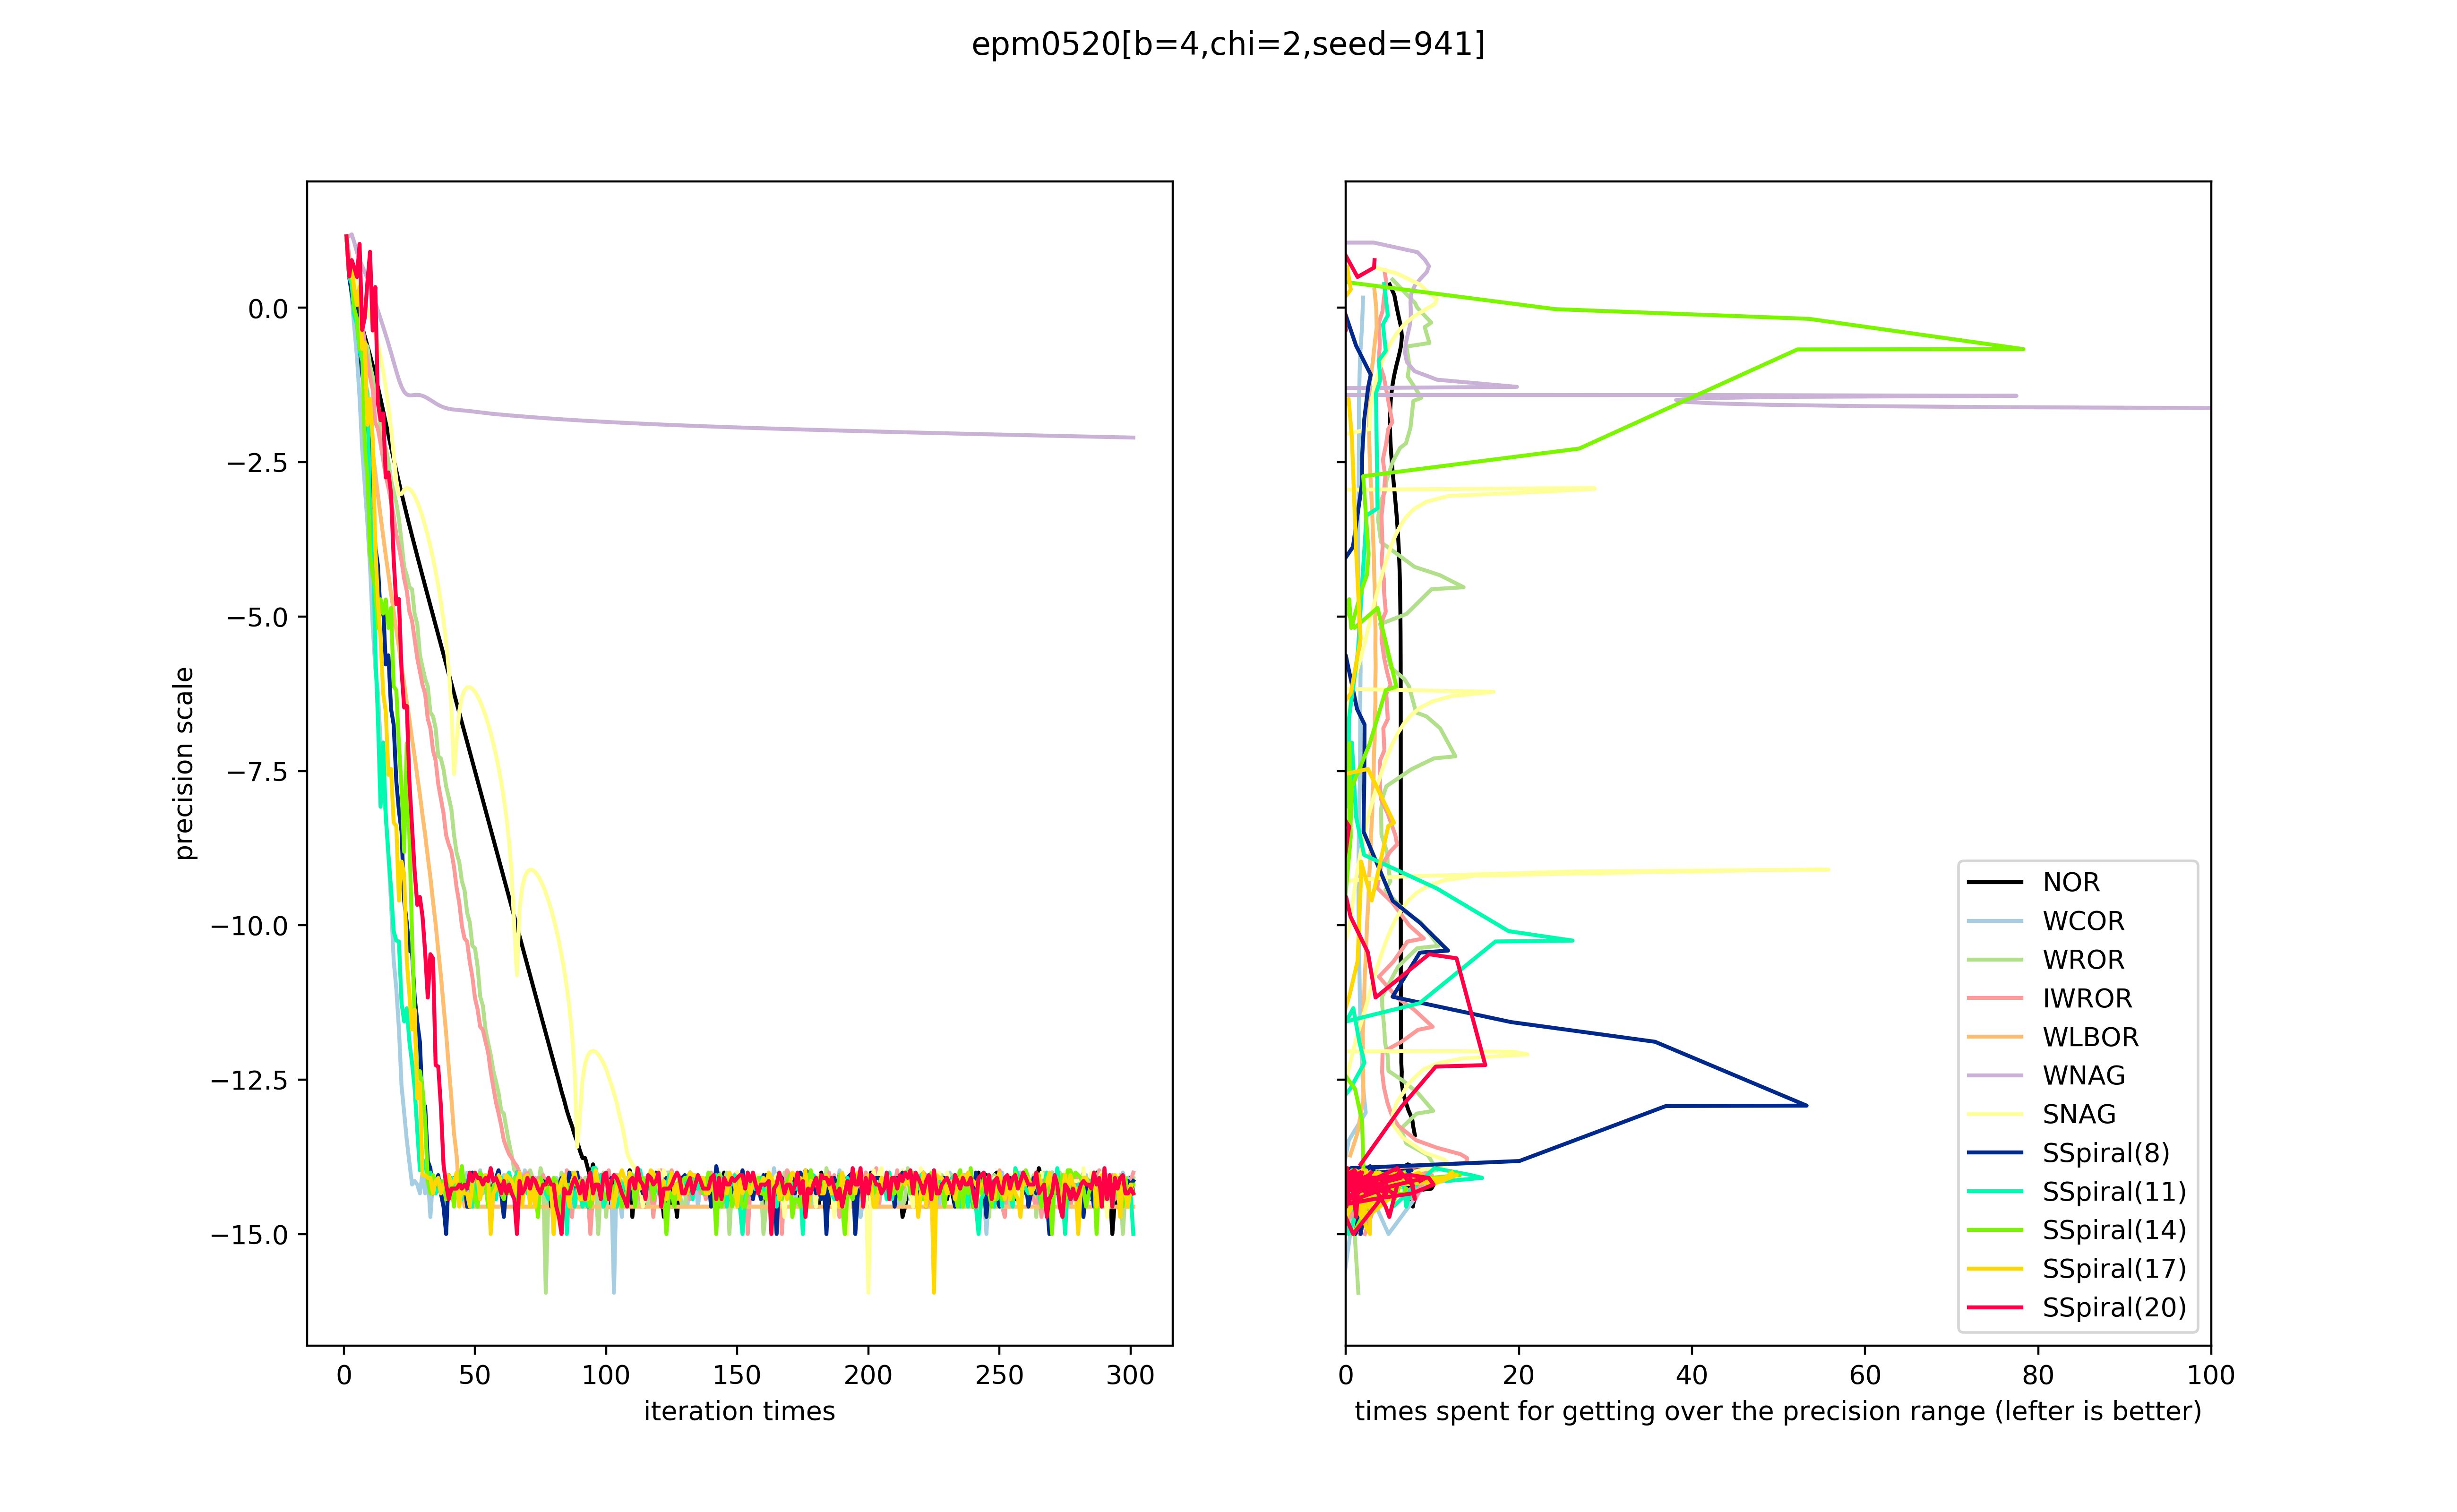 epm0520[b=4,chi=2,seed=941]
precision scale
0.0
−2.5
−5.0
−7.5
−10.0
−12.5
−15.0
0 50 100 150 200 250 300
iteration times
0 20 40 60 80 100
times spent for getting over the precision range (lefter is better)
NOR
WCOR
WROR
IWROR
WLBOR
WNAG
SNAG
SSpiral(8)
SSpiral(11)
SSpiral(14)
SSpiral(17)
SSpiral(20)